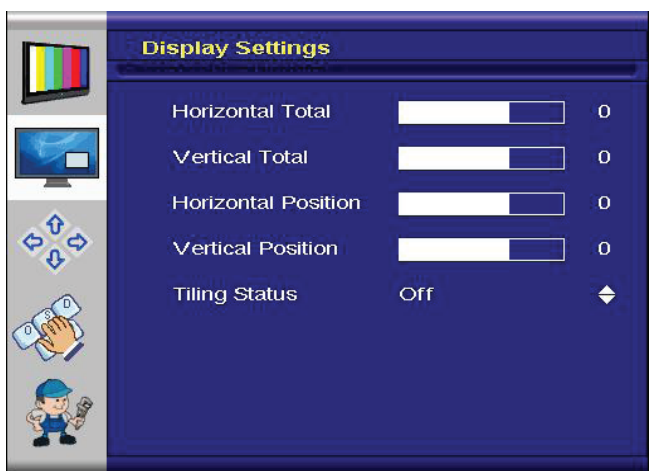 Display Settings
Horizontal Total 0
Vertical Total 0
Horizontal Position 0
Vertical Position 0
Tiling Status Off
O S D